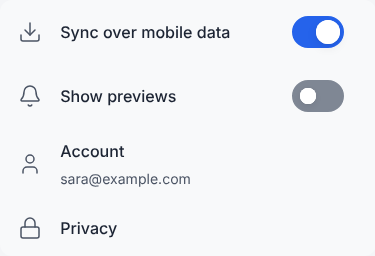 Sync over mobile data
Show previews
Account
sara@example.com
Privacy